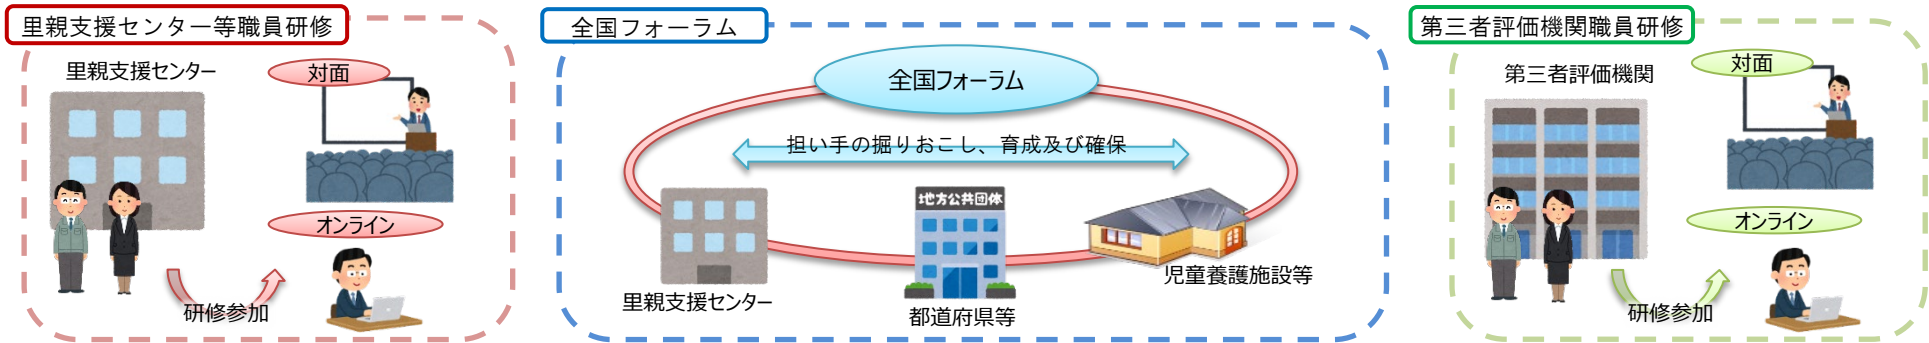 里親支援センター等職員研修
里親支援センター
対面
オンライン
研修参加
全国フォーラム
全国フォーラム
担い手の掘りおこし、育成及び確保
里親支援センター
地方公共団体
都道府県等
児童養護施設等
第三者評価機関職員研修
第三者評価機関
対面
オンライン
研修参加